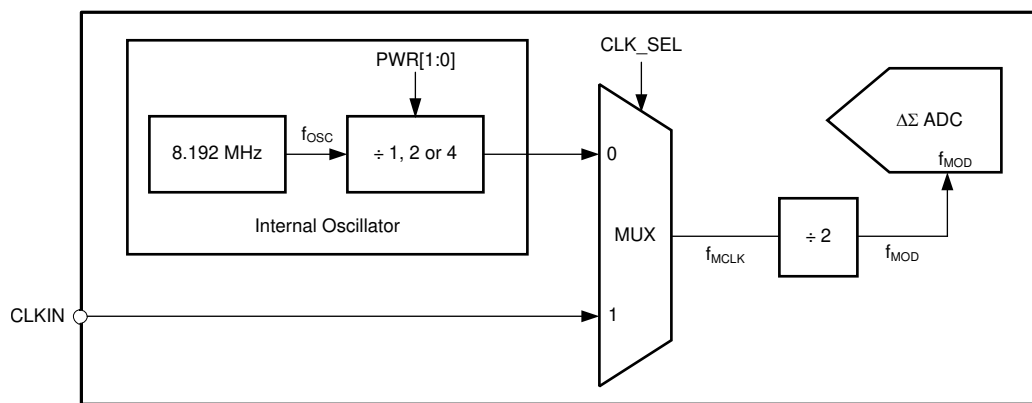 CLK_SEL
PWR[1:0]
ΔΣ ADC
8.192 MHz
fOSC
÷ 1, 2 or 4
0
fMOD
Internal Oscillator
MUX
÷ 2
fMCLK
fMOD
CLKIN
1